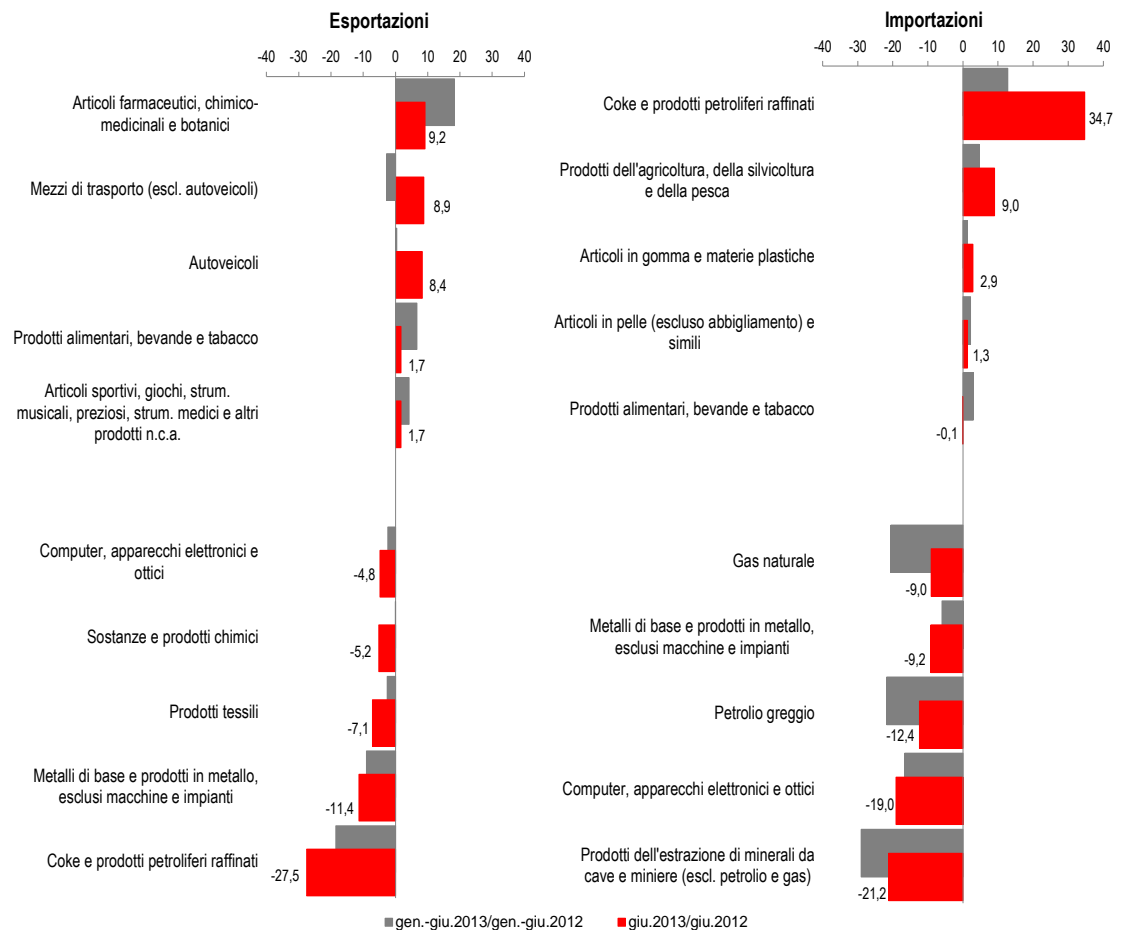 Esportazioni
-40 -30 -20 -10 0 10 20 30 40
Articoli farmaceutici, chimico-
medicinali e botanici
9,2
Mezzi di trasporto (escl. autoveicoli)
8,9
Autoveicoli
8,4
Prodotti alimentari, bevande e tabacco
1,7
Articoli sportivi, giochi, strum.
musicali, preziosi, strum. medici e altri
prodotti n.c.a.
1,7
Computer, apparecchi elettronici e
ottici
-4,8
Sostanze e prodotti chimici
-5,2
Prodotti tessili
-7,1
Metalli di base e prodotti in metallo,
esclusi macchine e impianti
-11,4
Coke e prodotti petroliferi raffinati
-27,5
Importazioni
-40 -30 -20 -10 0 10 20 30 40
Coke e prodotti petroliferi raffinati
34,7
Prodotti dell'agricoltura, della silvicoltura
e della pesca
9,0
Articoli in gomma e materie plastiche
2,9
Articoli in pelle (escluso abbigliamento) e
simili
1,3
Prodotti alimentari, bevande e tabacco
-0,1
Gas naturale
-9,0
Metalli di base e prodotti in metallo,
esclusi macchine e impianti
-9,2
Petrolio greggio
-12,4
Computer, apparecchi elettronici e ottici
-19,0
Prodotti dell'estrazione di minerali da
cave e miniere (escl. petrolio e gas)
-21,2
gen.-giu.2013/gen.-giu.2012 giu.2013/giu.2012